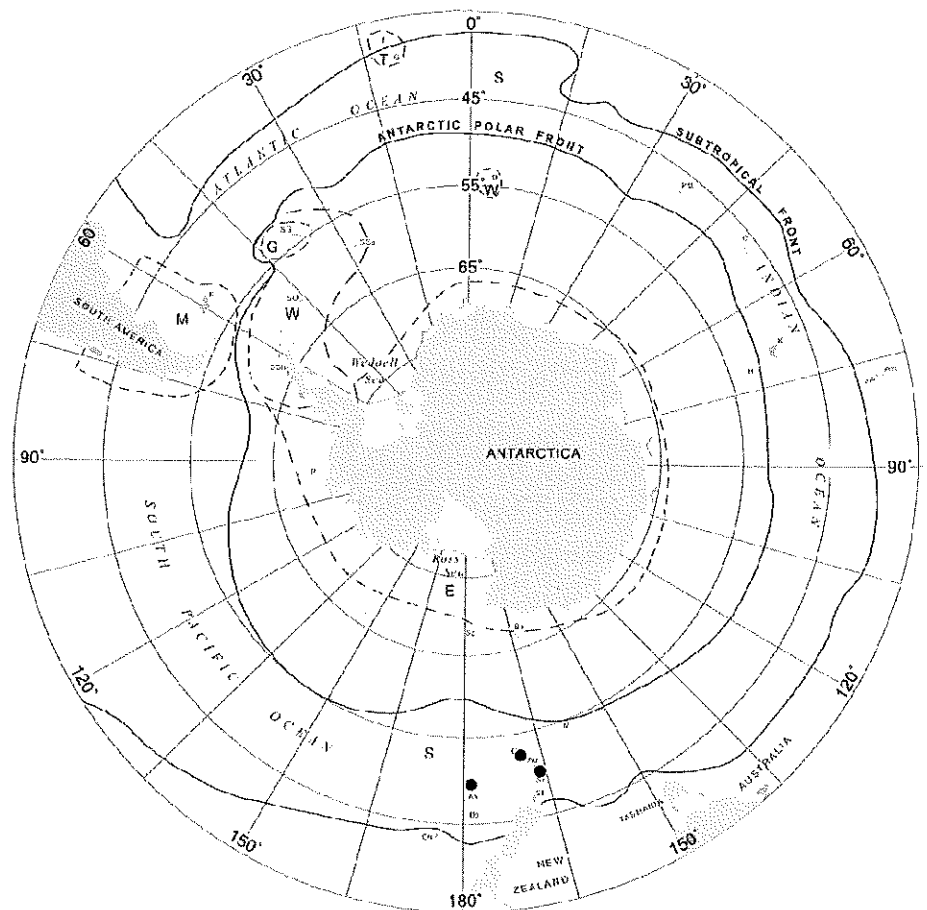 0°
30°
T
S
30°
ATLANTIC OCEAN
45°
ANTARCTIC POLAR FRONT
SUBTROPICAL FRONT
55°
W
60°
G
60°
INDIAN OCEAN
65°
SOUTH AMERICA
M
W
Weddell
Sea
90°
ANTARCTICA
90°
SOUTH PACIFIC OCEAN
Ross
Sea
E
120°
120°
S
AUSTRALIA
TASMANIA
150°
150°
NEW
ZEALAND
180°